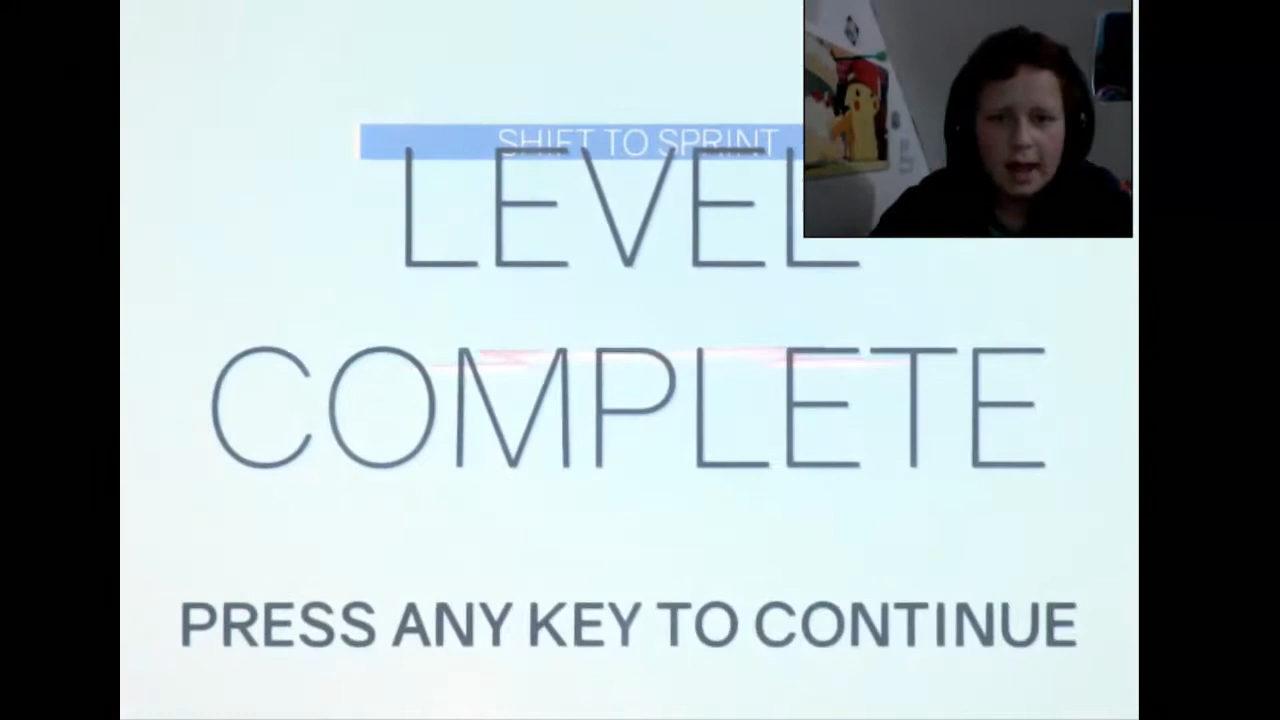 SHIFT TO SPRINT
LEVEL
COMPLETE
PRESS ANY KEY TO CONTINUE